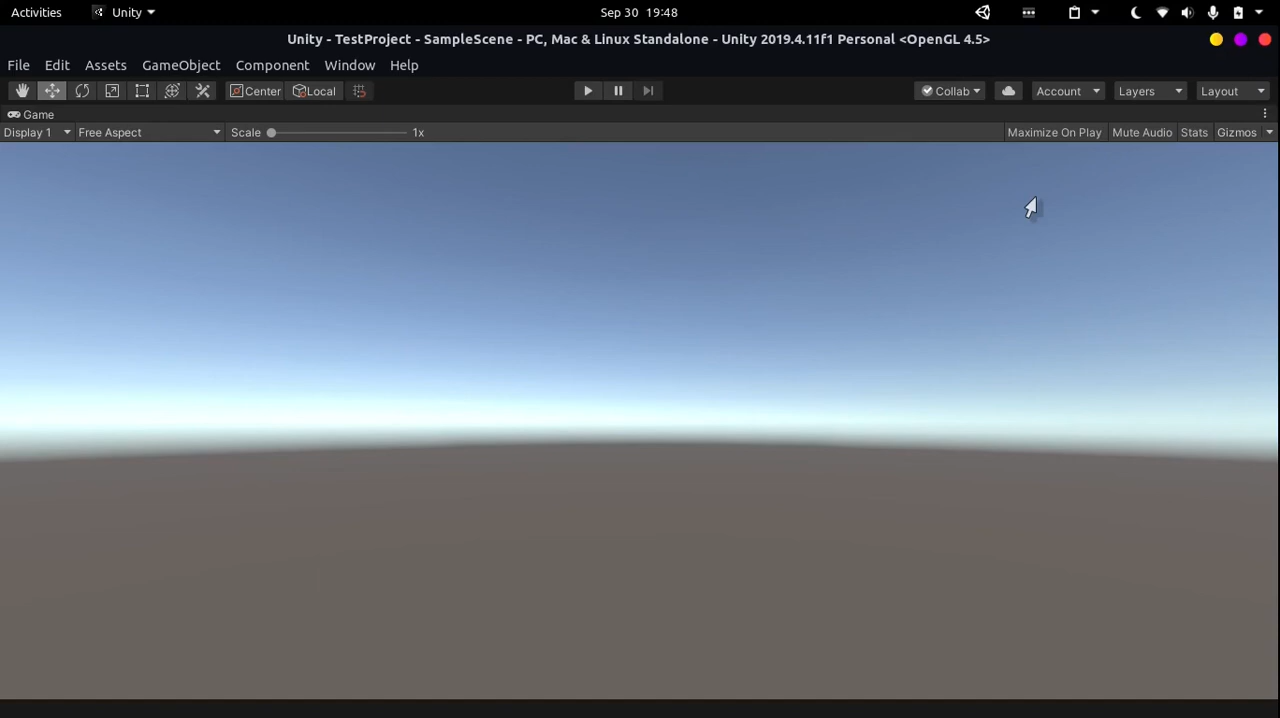 Activities Unity Sep 30 19:48
Unity - TestProject - SampleScene - PC, Mac & Linux Standalone - Unity 2019.4.11f1 Personal <OpenGL 4.5>
File Edit Assets GameObject Component Window Help
Center Local Collab Account Layers Layout
Game
Display 1 Free Aspect Scale 1x Maximize On Play Mute Audio Stats Gizmos